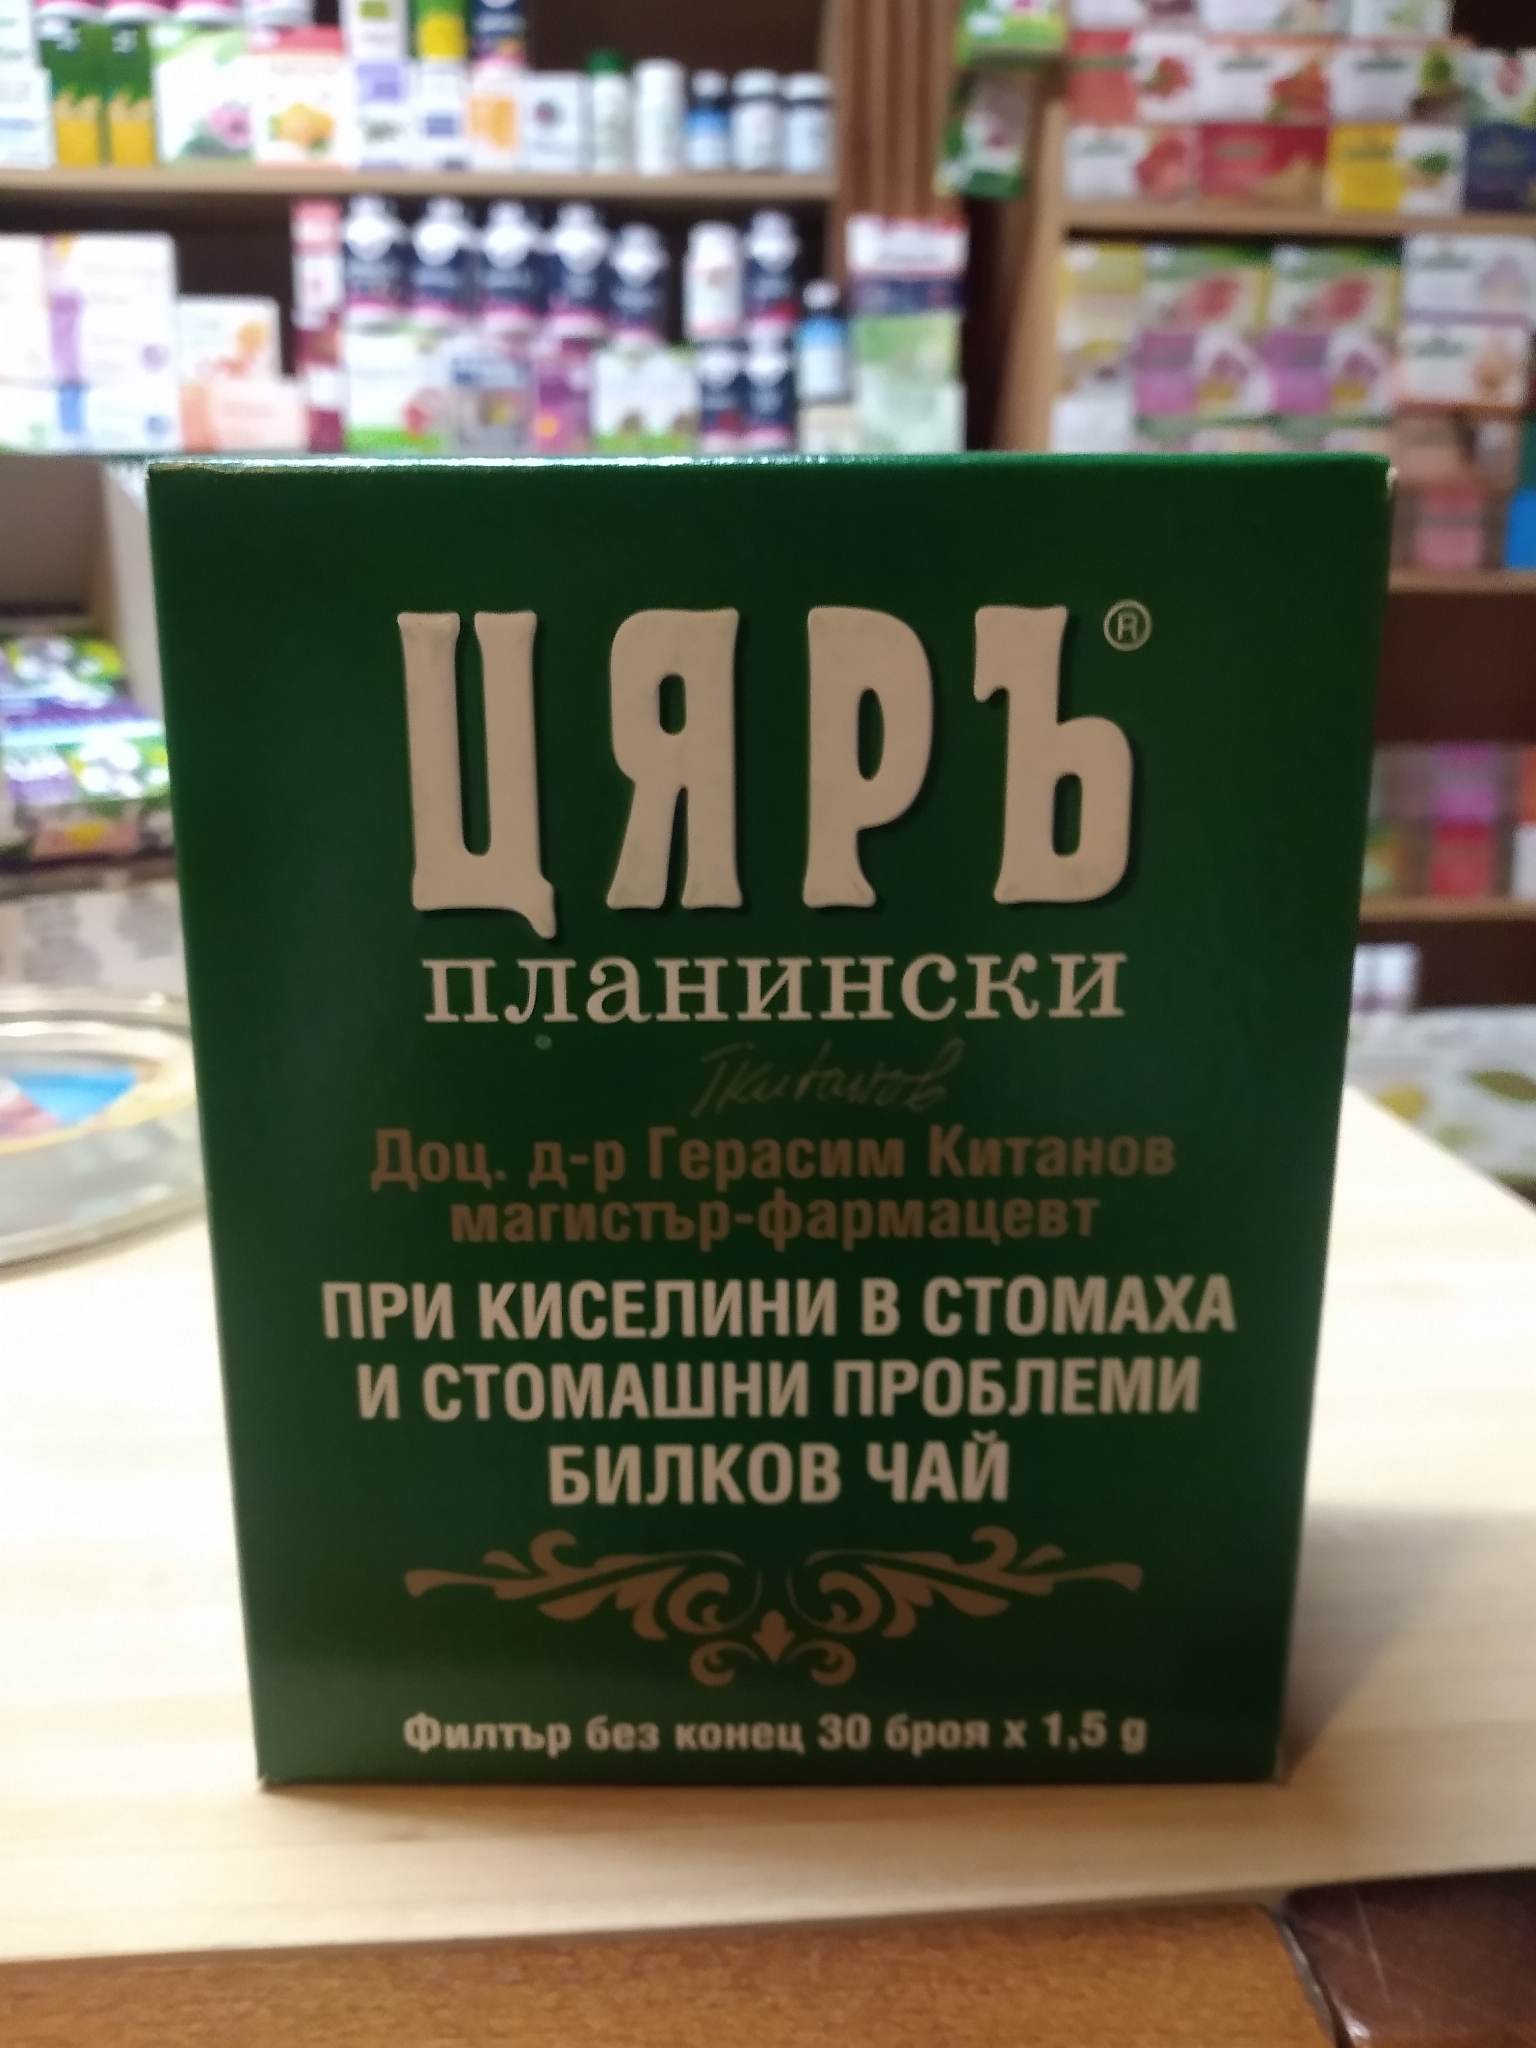 ЦЯРЪ®
планински
Доц. д-р Герасим Китанов
магистър-фармацевт
ПРИ КИСЕЛИНИ В СТОМАХА
И СТОМАШНИ ПРОБЛЕМИ
БИЛКОВ ЧАЙ
Филтър без конец 30 броя x 1,5 g